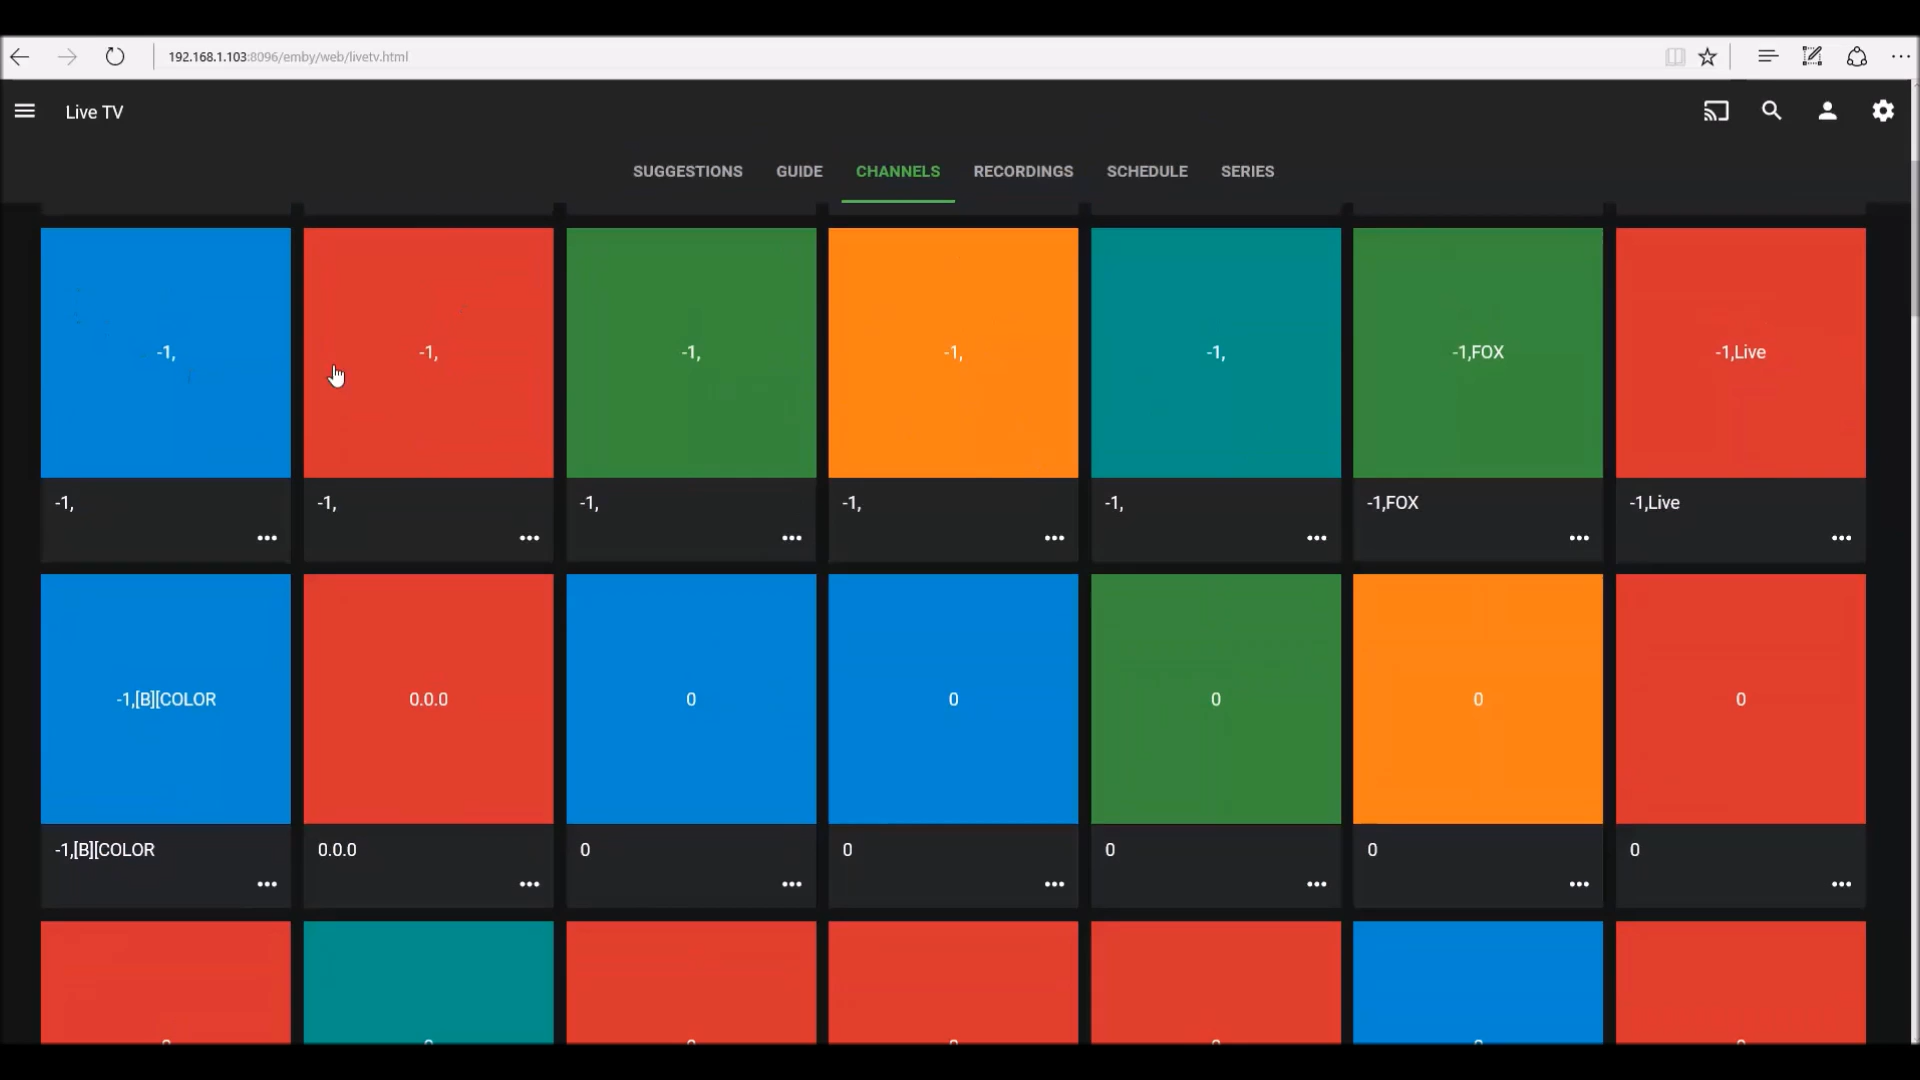 192.168.1.103:8096/emby/web/livetv.html
Live TV
SUGGESTIONS GUIDE CHANNELS RECORDINGS SCHEDULE SERIES
-1, -1, -1, -1, -1, -1,FOX -1,Live
-1, -1, -1, -1, -1, -1,FOX -1,Live
-1,[B][COLOR 0.0.0 0 0 0 0 0
-1,[B][COLOR 0.0.0 0 0 0 0 0